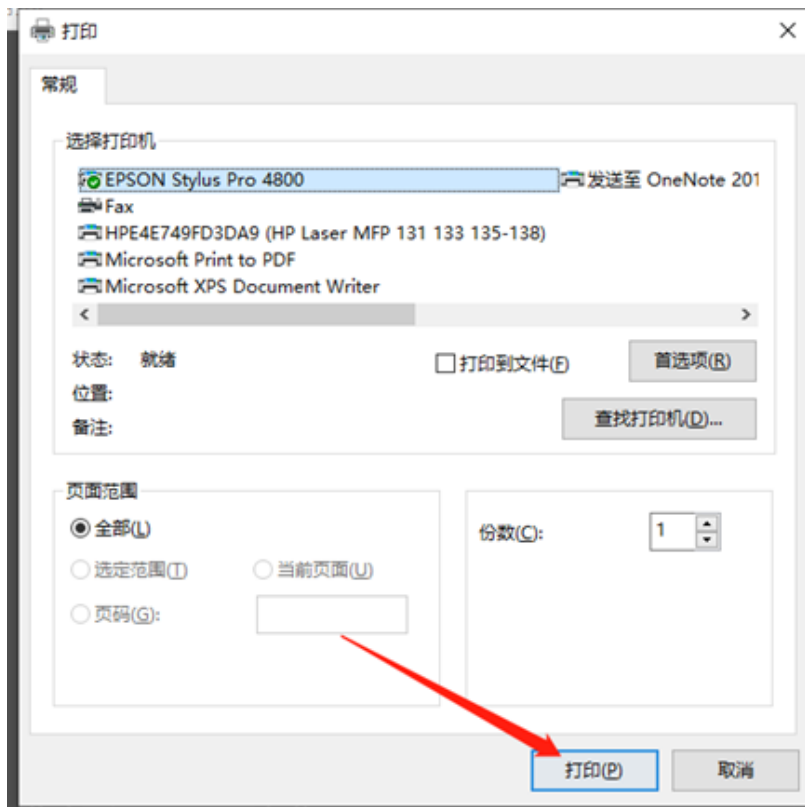 打印
常规
选择打印机
EPSON Stylus Pro 4800
发送至 OneNote 201
Fax
HPE4E749FD3DA9 (HP Laser MFP 131 133 135-138)
Microsoft Print to PDF
Microsoft XPS Document Writer
状态: 就绪
打印到文件(F)
首选项(R)
位置:
备注:
查找打印机(D)...
页面范围
全部(L)
选定范围(T)
当前页面(U)
页码(G):
份数(C):
1
打印(P)
取消